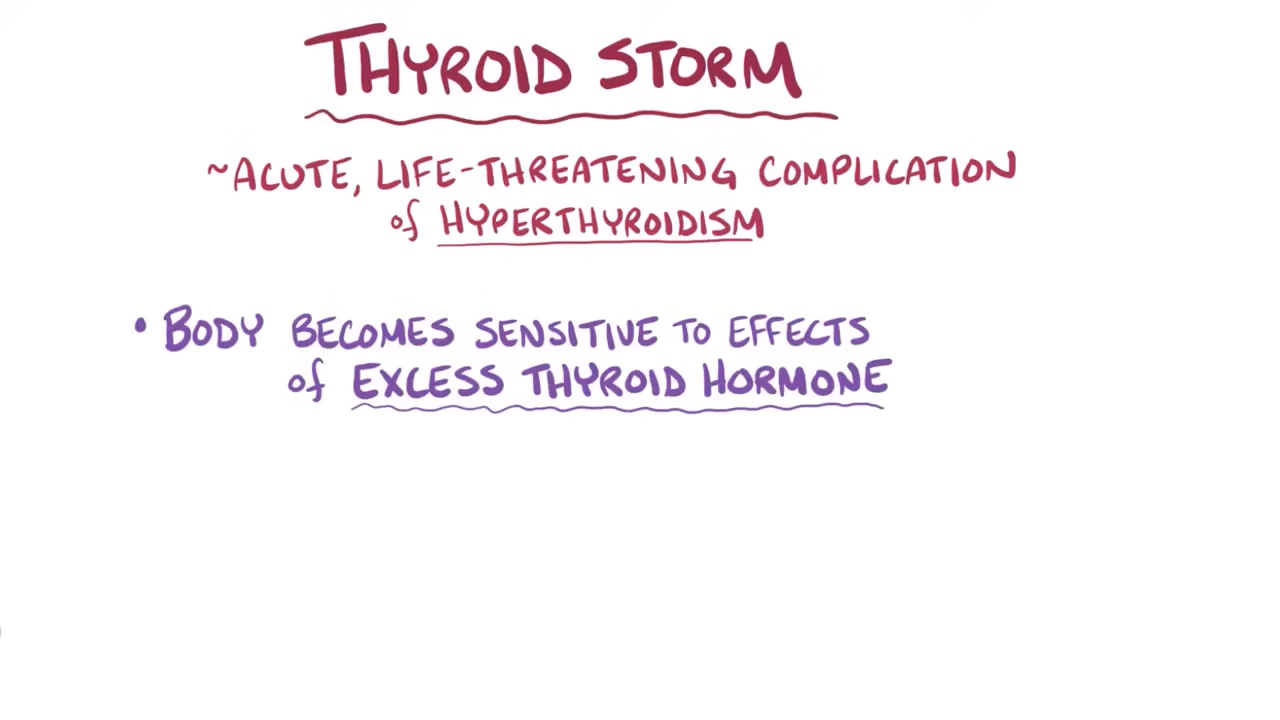 THYROID STORM
~ACUTE, LIFE-THREATENING COMPLICATION
of HYPERTHYROIDISM
• BODY BECOMES SENSITIVE TO EFFECTS
of EXCESS THYROID HORMONE